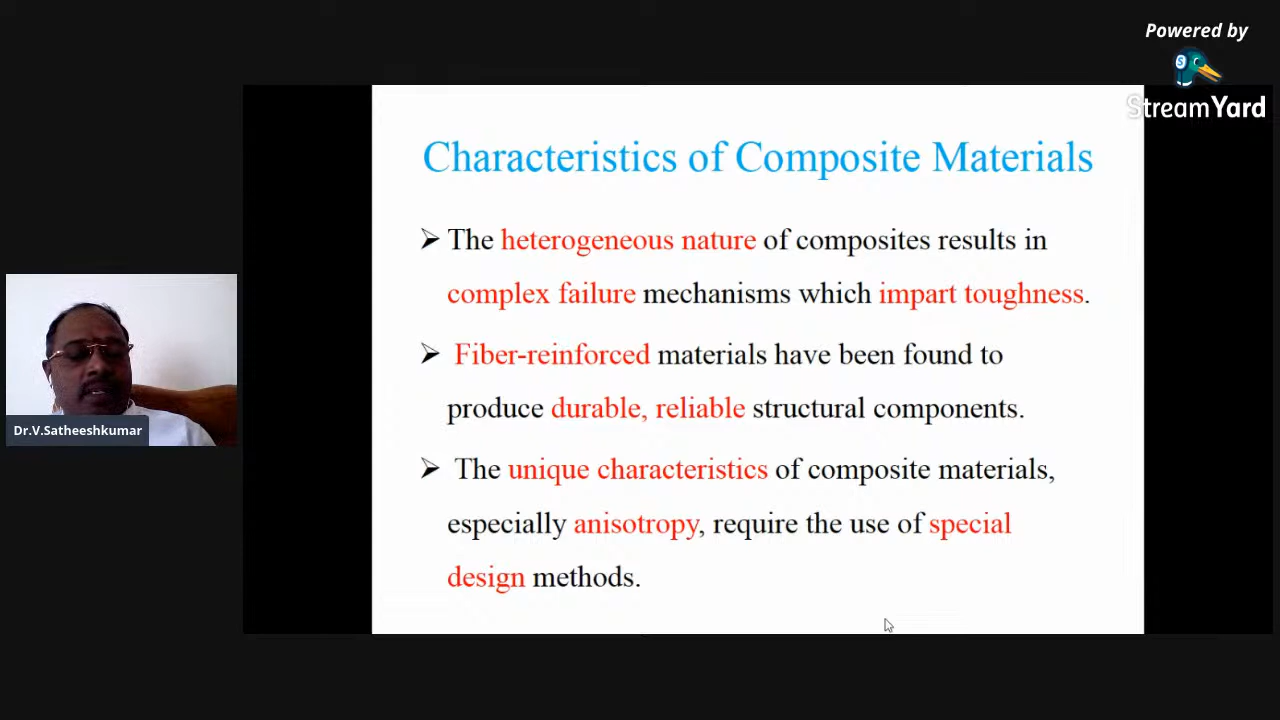 Powered by
StreamYard
Characteristics of Composite Materials
➤ The heterogeneous nature of composites results in
complex failure mechanisms which impart toughness.
➤ Fiber-reinforced materials have been found to
produce durable, reliable structural components.
➤ The unique characteristics of composite materials,
especially anisotropy, require the use of special
design methods.
Dr.V.Satheeshkumar